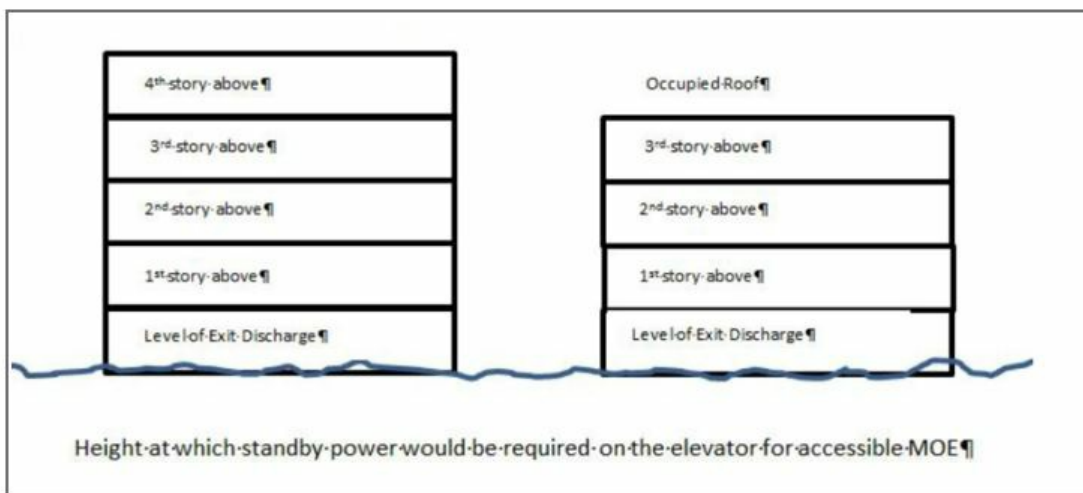 4th·story·above¶
3rd·story·above¶
2nd·story·above¶
1st·story·above¶
Level·of·Exit·Discharge¶
Occupied·Roof¶
3rd·story·above¶
2nd·story·above¶
1st·story·above¶
Level·of·Exit·Discharge¶
Height·at·which·standby·power·would·be·required·on·the·elevator·for·accessible·MOE¶